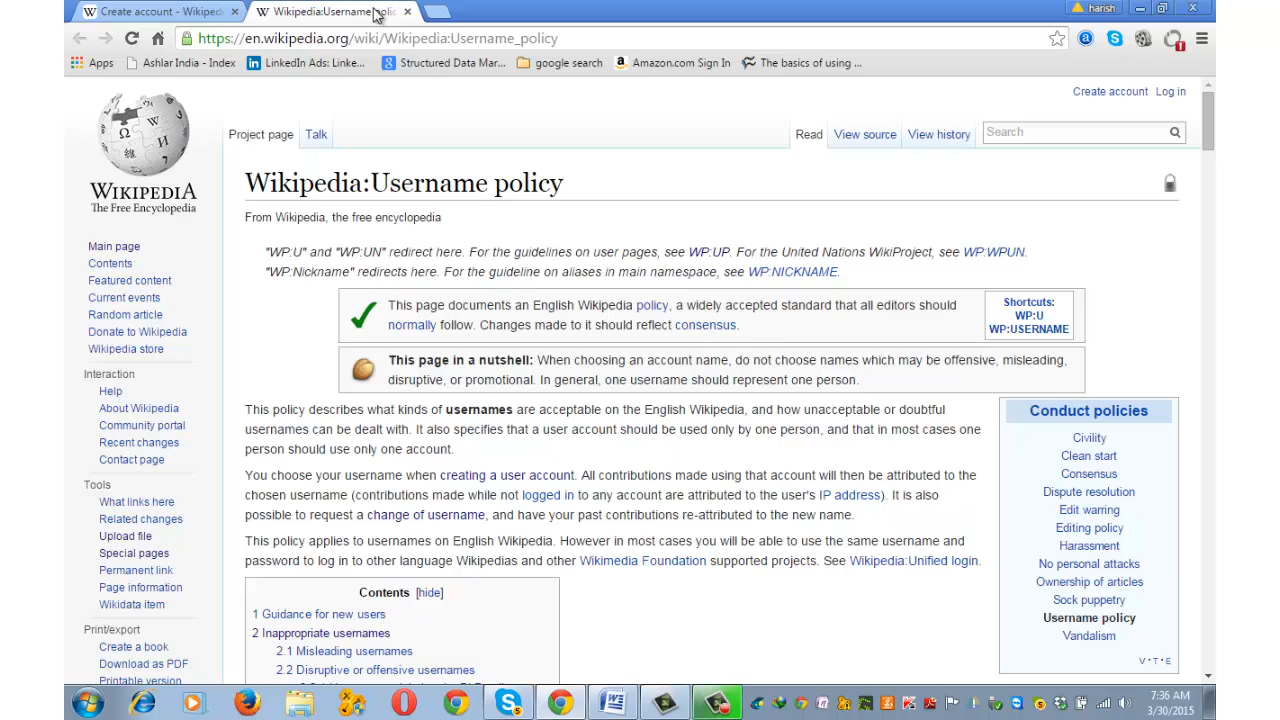 Create account - Wikiped
Wikipedia:Username polic
harish
https://en.wikipedia.org/wiki/Wikipedia:Username_policy
Apps
Ashlar India - Index
LinkedIn Ads: Linke...
Structured Data Mar...
google search
Amazon.com Sign In
The basics of using ...
Create account Log in
Project page Talk
Read View source View history Search
WIKIPEDIA
The Free Encyclopedia
Main page
Contents
Featured content
Current events
Random article
Donate to Wikipedia
Wikipedia store
Interaction
Help
About Wikipedia
Community portal
Recent changes
Contact page
Tools
What links here
Related changes
Upload file
Special pages
Permanent link
Page information
Wikidata item
Print/export
Create a book
Download as PDF
Printable version
Wikipedia:Username policy
From Wikipedia, the free encyclopedia
"WP:U" and "WP:UN" redirect here. For the guidelines on user pages, see WP:UP. For the United Nations WikiProject, see WP:WPUN.
"WP:Nickname" redirects here. For the guideline on aliases in main namespace, see WP:NICKNAME.
This page documents an English Wikipedia policy, a widely accepted standard that all editors should
normally follow. Changes made to it should reflect consensus.
Shortcuts:
WP:U
WP:USERNAME
This page in a nutshell: When choosing an account name, do not choose names which may be offensive, misleading,
disruptive, or promotional. In general, one username should represent one person.
This policy describes what kinds of usernames are acceptable on the English Wikipedia, and how unacceptable or doubtful
usernames can be dealt with. It also specifies that a user account should be used only by one person, and that in most cases one
person should use only one account.
You choose your username when creating a user account. All contributions made using that account will then be attributed to the
chosen username (contributions made while not logged in to any account are attributed to the user's IP address). It is also
possible to request a change of username, and have your past contributions re-attributed to the new name.
This policy applies to usernames on English Wikipedia. However in most cases you will be able to use the same username and
password to log in to other language Wikipedias and other Wikimedia Foundation supported projects. See Wikipedia:Unified login.
Contents [hide]
1 Guidance for new users
2 Inappropriate usernames
2.1 Misleading usernames
2.2 Disruptive or offensive usernames
Conduct policies
Civility
Clean start
Consensus
Dispute resolution
Edit warring
Editing policy
Harassment
No personal attacks
Ownership of articles
Sock puppetry
Username policy
Vandalism
V·T·E
7:36 AM
3/30/2015